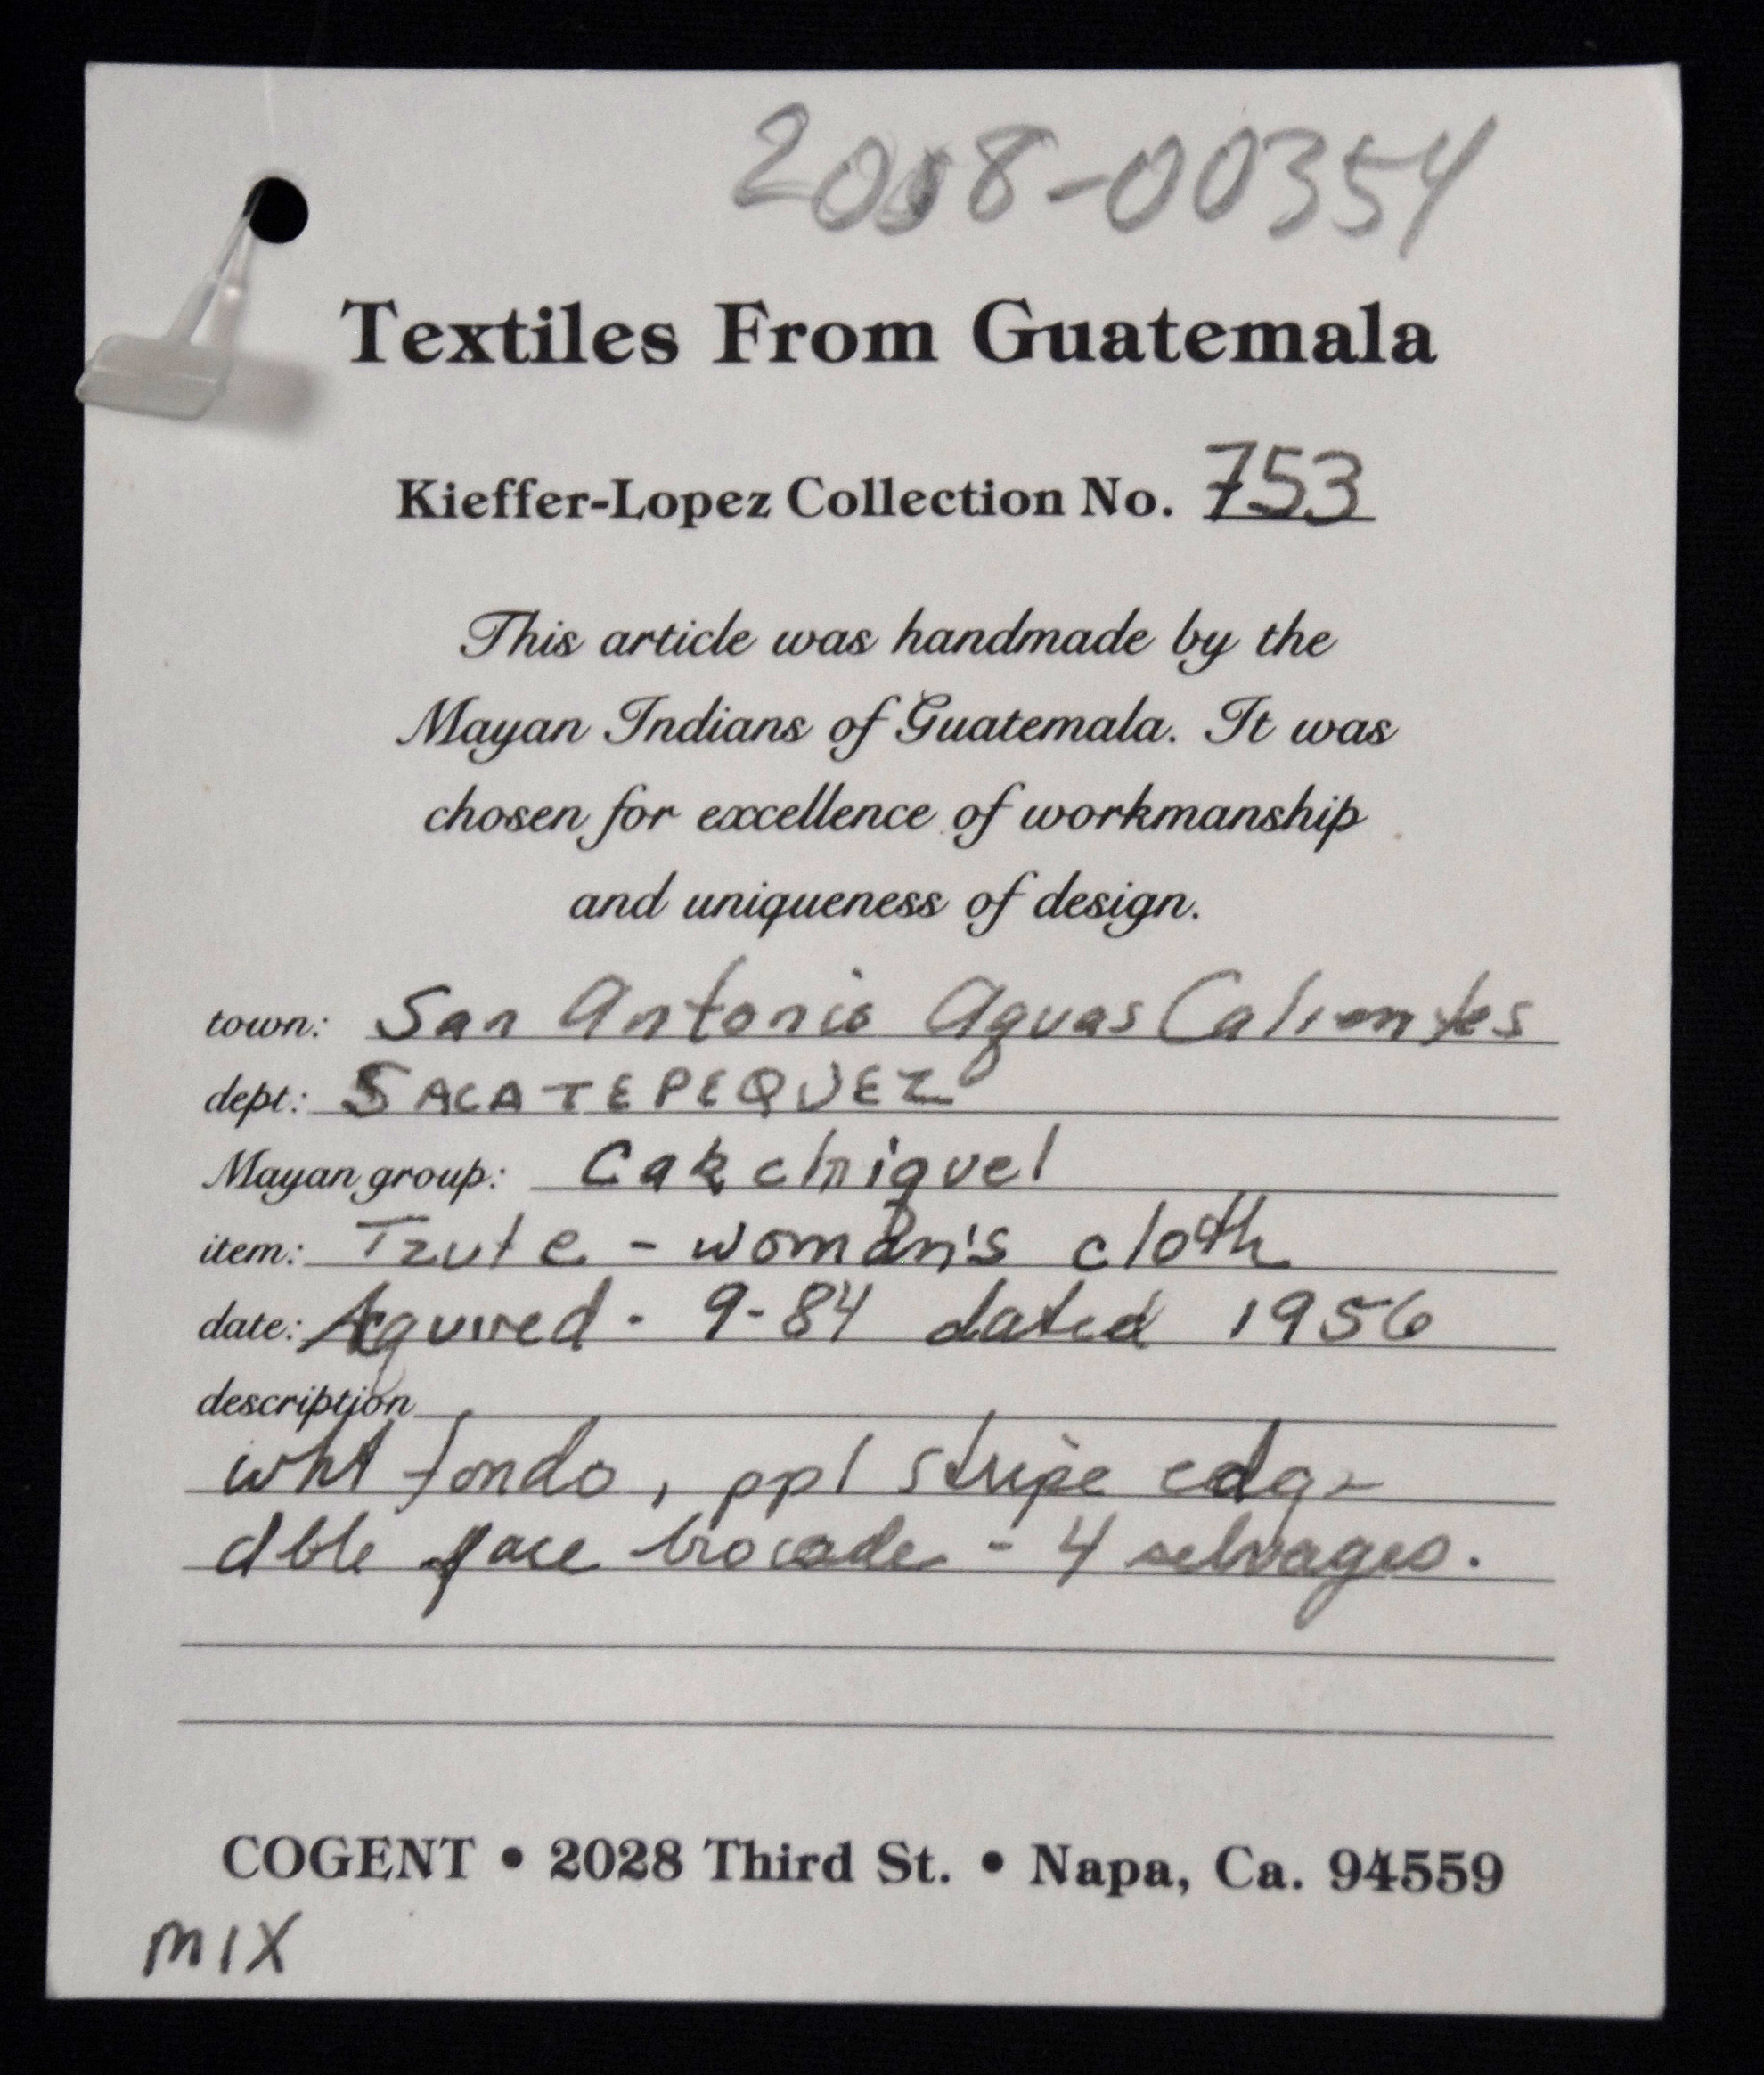 2008-00354
Textiles From Guatemala
Kieffer-Lopez Collection No. 753
This article was handmade by the
Mayan Indians of Guatemala. It was
chosen for excellence of workmanship
and uniqueness of design.
town: San Antonio Aguas Calientes
dept: SACATEPEQUEZ
Mayan group: Cakchiquel
item: Tzute - woman's cloth
date: Aquired - 9-84 dated 1956
description
wht fondo, ppl stripe edge
dble face brocade - 4 selvages.
COGENT • 2028 Third St. • Napa, Ca. 94559
MIX